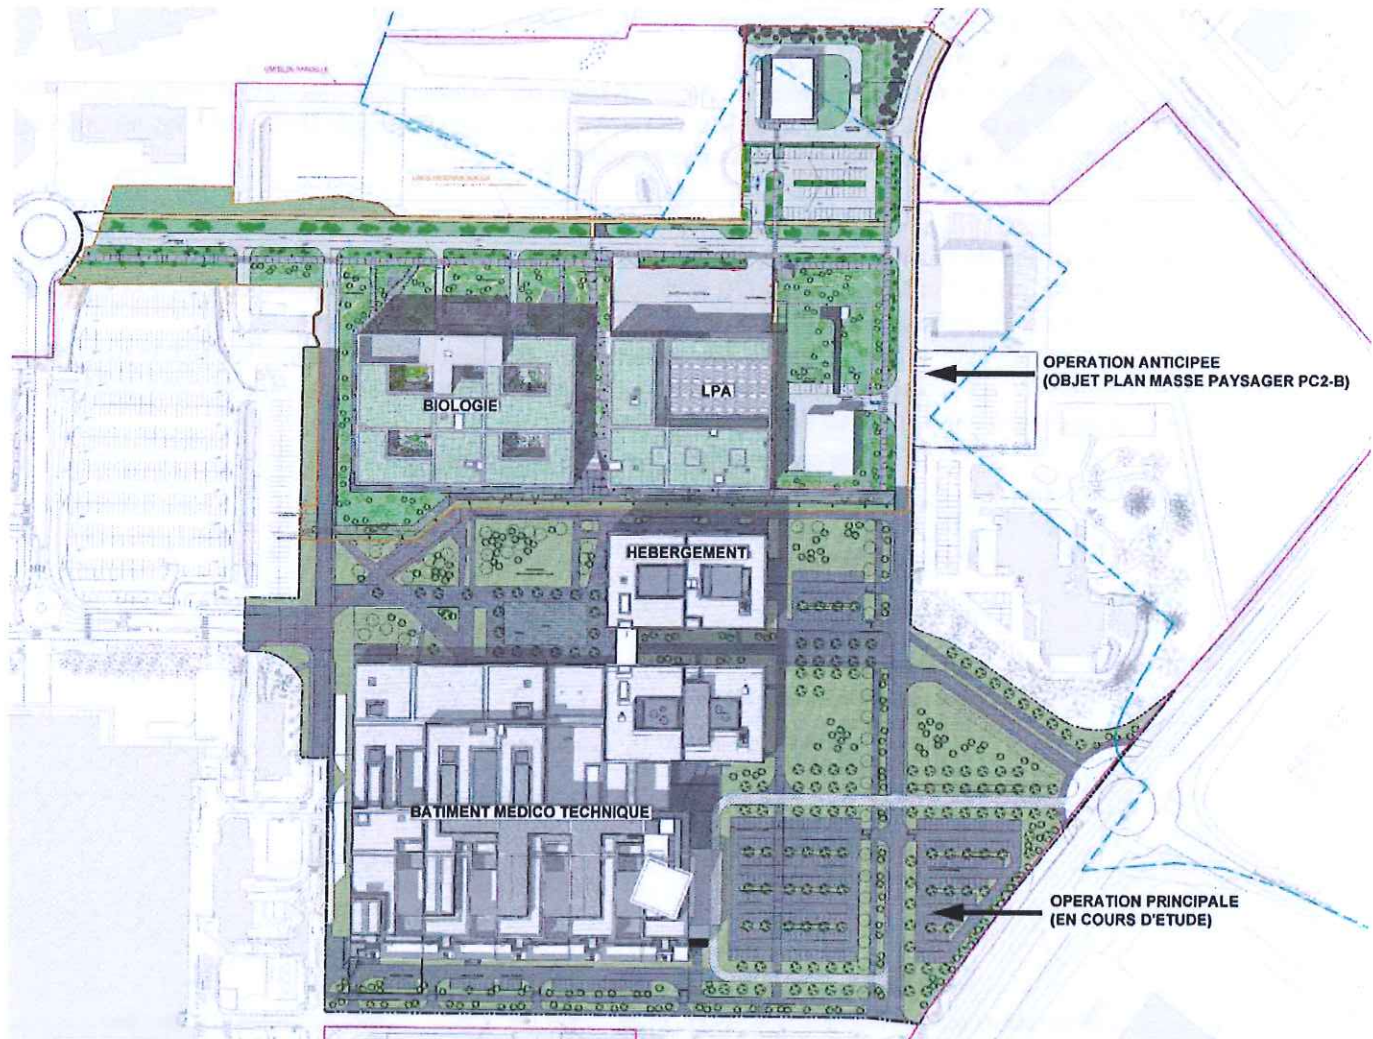 OPERATION ANTICIPEE
(OBJET PLAN MASSE PAYSAGER PC2-B)
LPA
BIOLOGIE
HEBERGEMENT
BATIMENT MEDICO TECHNIQUE
OPERATION PRINCIPALE
(EN COURS D'ETUDE)